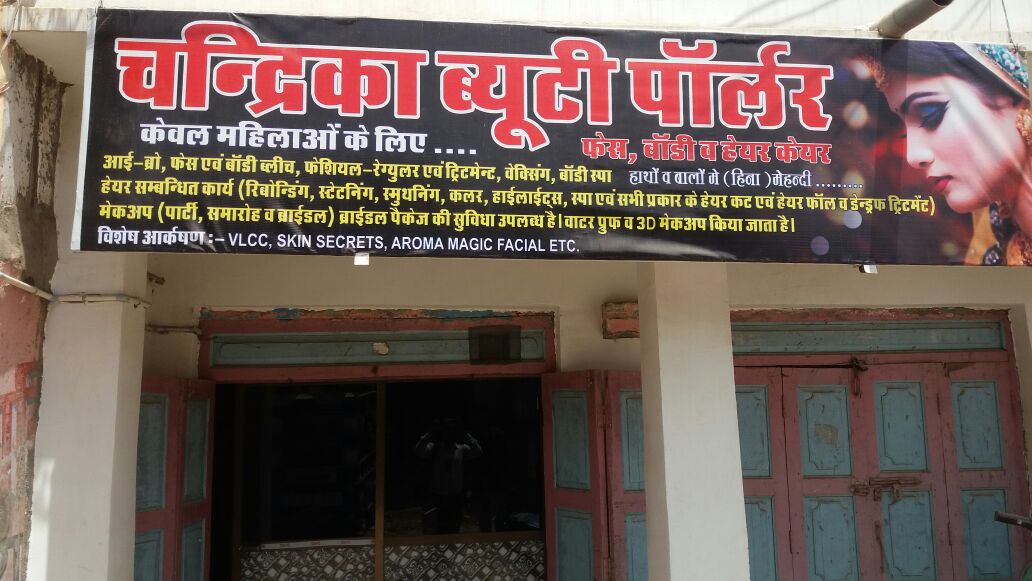 चन्द्रिका ब्यूटी पॉर्लर
केवल महिलाओं के लिए ....
फेस, बॉडी व हेयर केयर
आई-ब्रो, फेस एवं बॉडी ब्लीच, फेशियल-रेग्युलर एवं ट्रिटमेन्ट, वेक्सिंग, बॉडी स्पा हाथों व बालों मे (हिना) मेहन्दी .........
हेयर सम्बन्धित कार्य (रिबोन्डिंग, स्टेटनिंग, स्मुथनिंग, कलर, हाईलाईट्स, स्पा एवं सभी प्रकार के हेयर कट एवं हेयर फॉल व डेन्ड्रफ ट्रिटमेंट)
मेकअप (पार्टी, समारोह व ब्राईडल) ब्राईडल पैकेज की सुविधा उपलब्ध है। वाटर प्रुफ व 3D मेकअप किया जाता है।
विशेष आर्कषण :- VLCC, SKIN SECRETS, AROMA MAGIC FACIAL ETC.